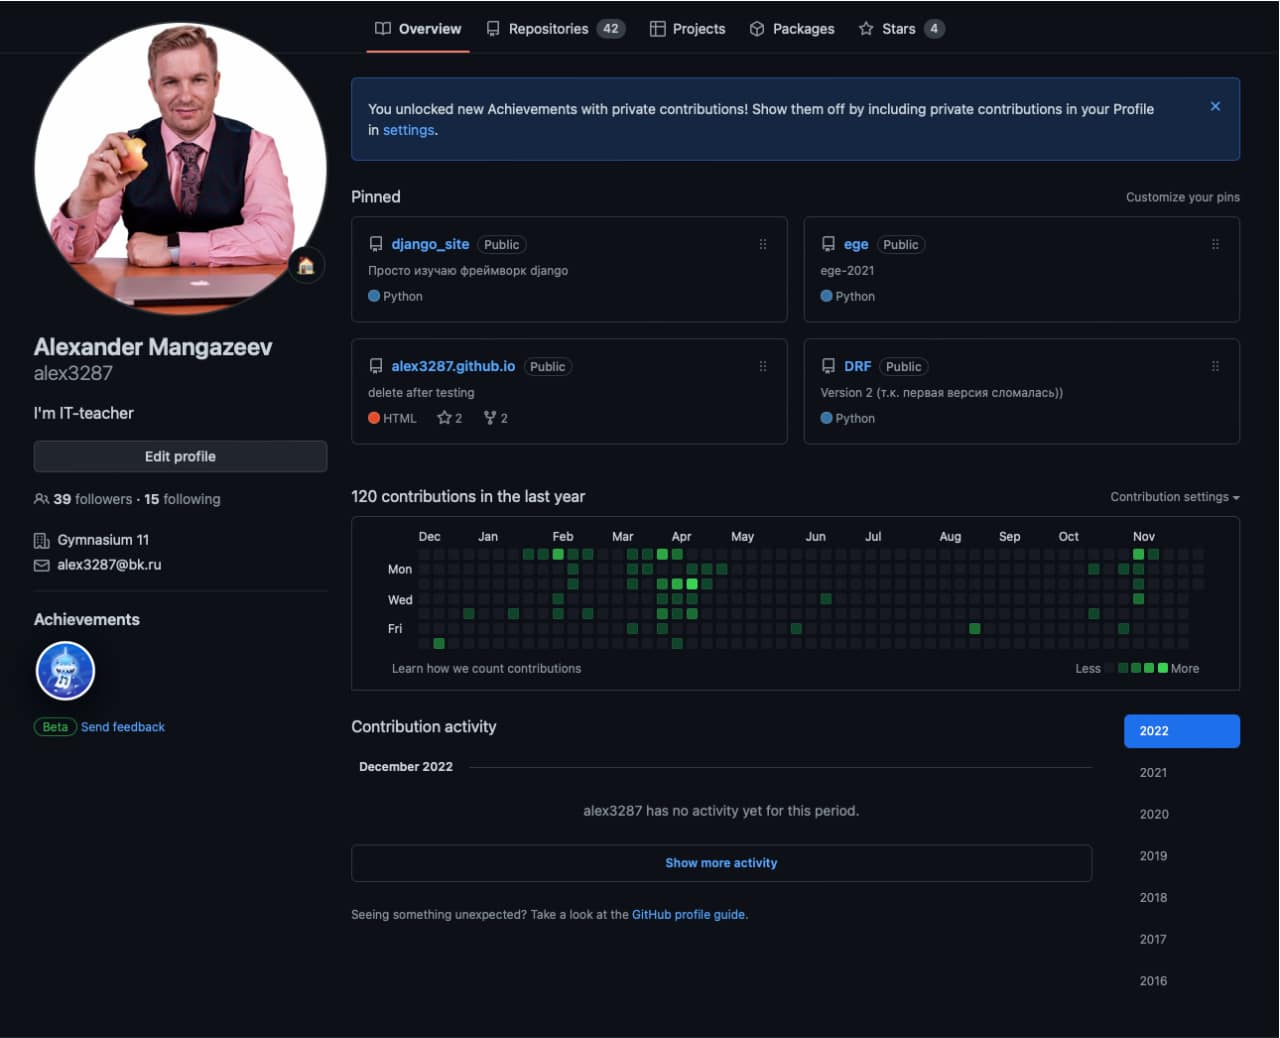 Overview Repositories 42 Projects Packages Stars 4
You unlocked new Achievements with private contributions! Show them off by including private contributions in your Profile
in settings.
Pinned Customize your pins
django_site Public
Просто изучаю фреймворк django
Python
ege Public
ege-2021
Python
alex3287.github.io Public
delete after testing
HTML 2 2
DRF Public
Version 2 (т.к. первая версия сломалась))
Python
Alexander Mangazeev
alex3287
I'm IT-teacher
Edit profile
39 followers · 15 following
Gymnasium 11
alex3287@bk.ru
Achievements
Beta Send feedback
120 contributions in the last year Contribution settings
Dec Jan Feb Mar Apr May Jun Jul Aug Sep Oct Nov
Mon
Wed
Fri
Learn how we count contributions Less More
Contribution activity
December 2022
alex3287 has no activity yet for this period.
Show more activity
Seeing something unexpected? Take a look at the GitHub profile guide.
2022
2021
2020
2019
2018
2017
2016